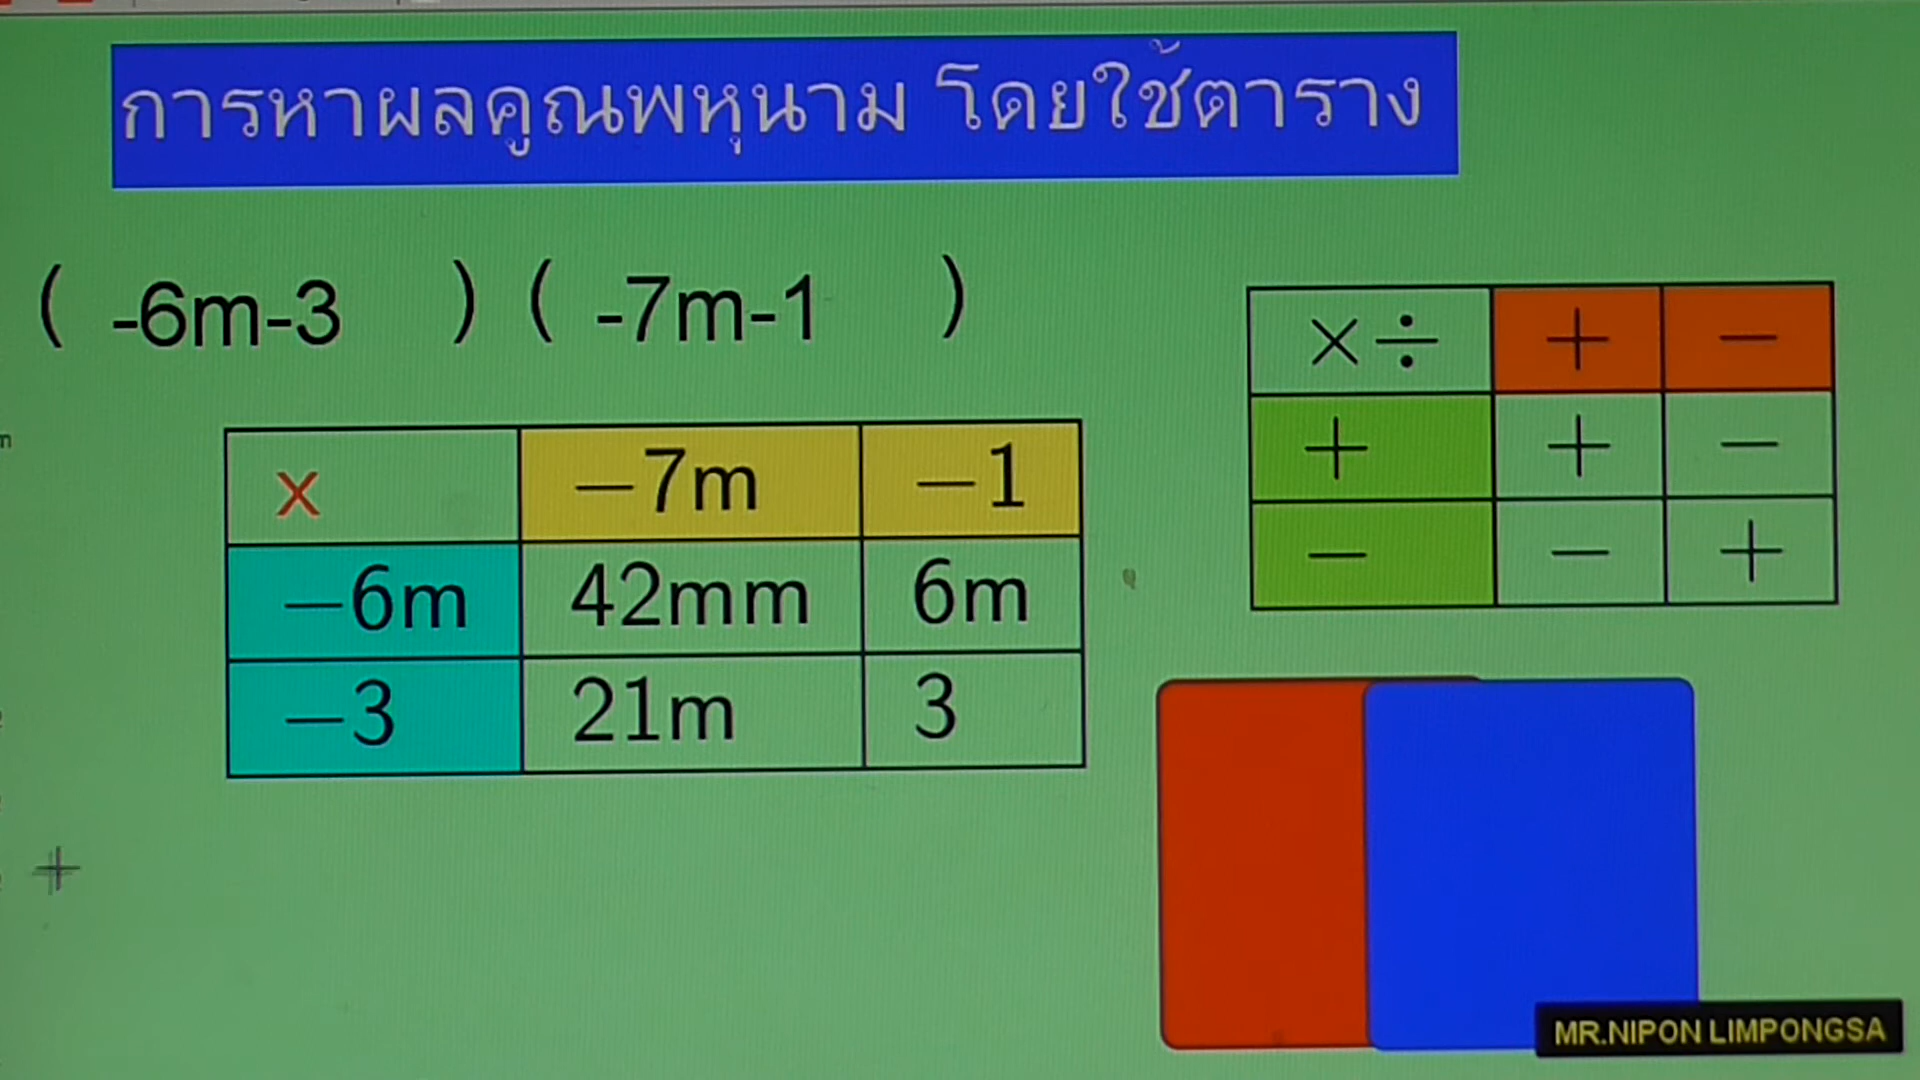 การหาผลคูณพหุนาม โดยใช้ตาราง
( -6m-3 ) ( -7m-1 )
x −7m −1
−6m 42mm 6m
−3 21m 3
×÷ + −
+ + −
− − +
m
+
MR.NIPON LIMPONGSA